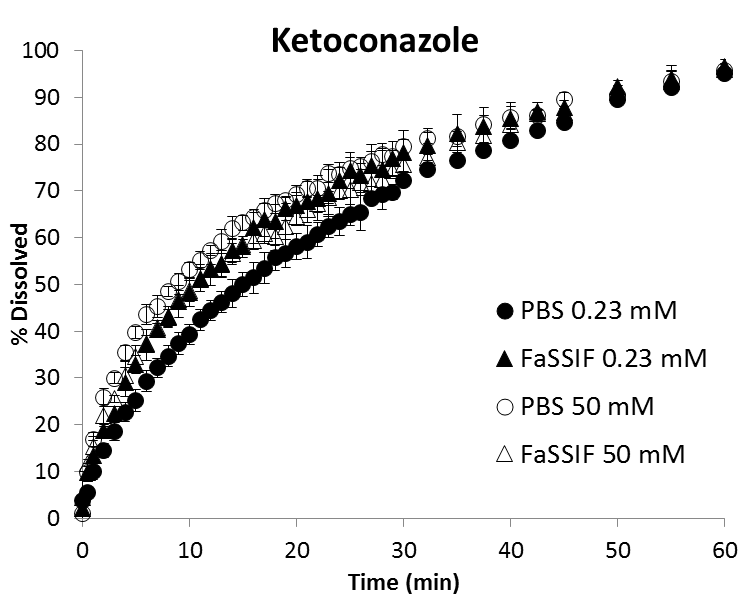 Ketoconazole
100
90
80
70
60
50
40
30
20
10
0
% Dissolved
PBS 0.23 mM
FaSSIF 0.23 mM
PBS 50 mM
FaSSIF 50 mM
0 10 20 30 40 50 60
Time (min)